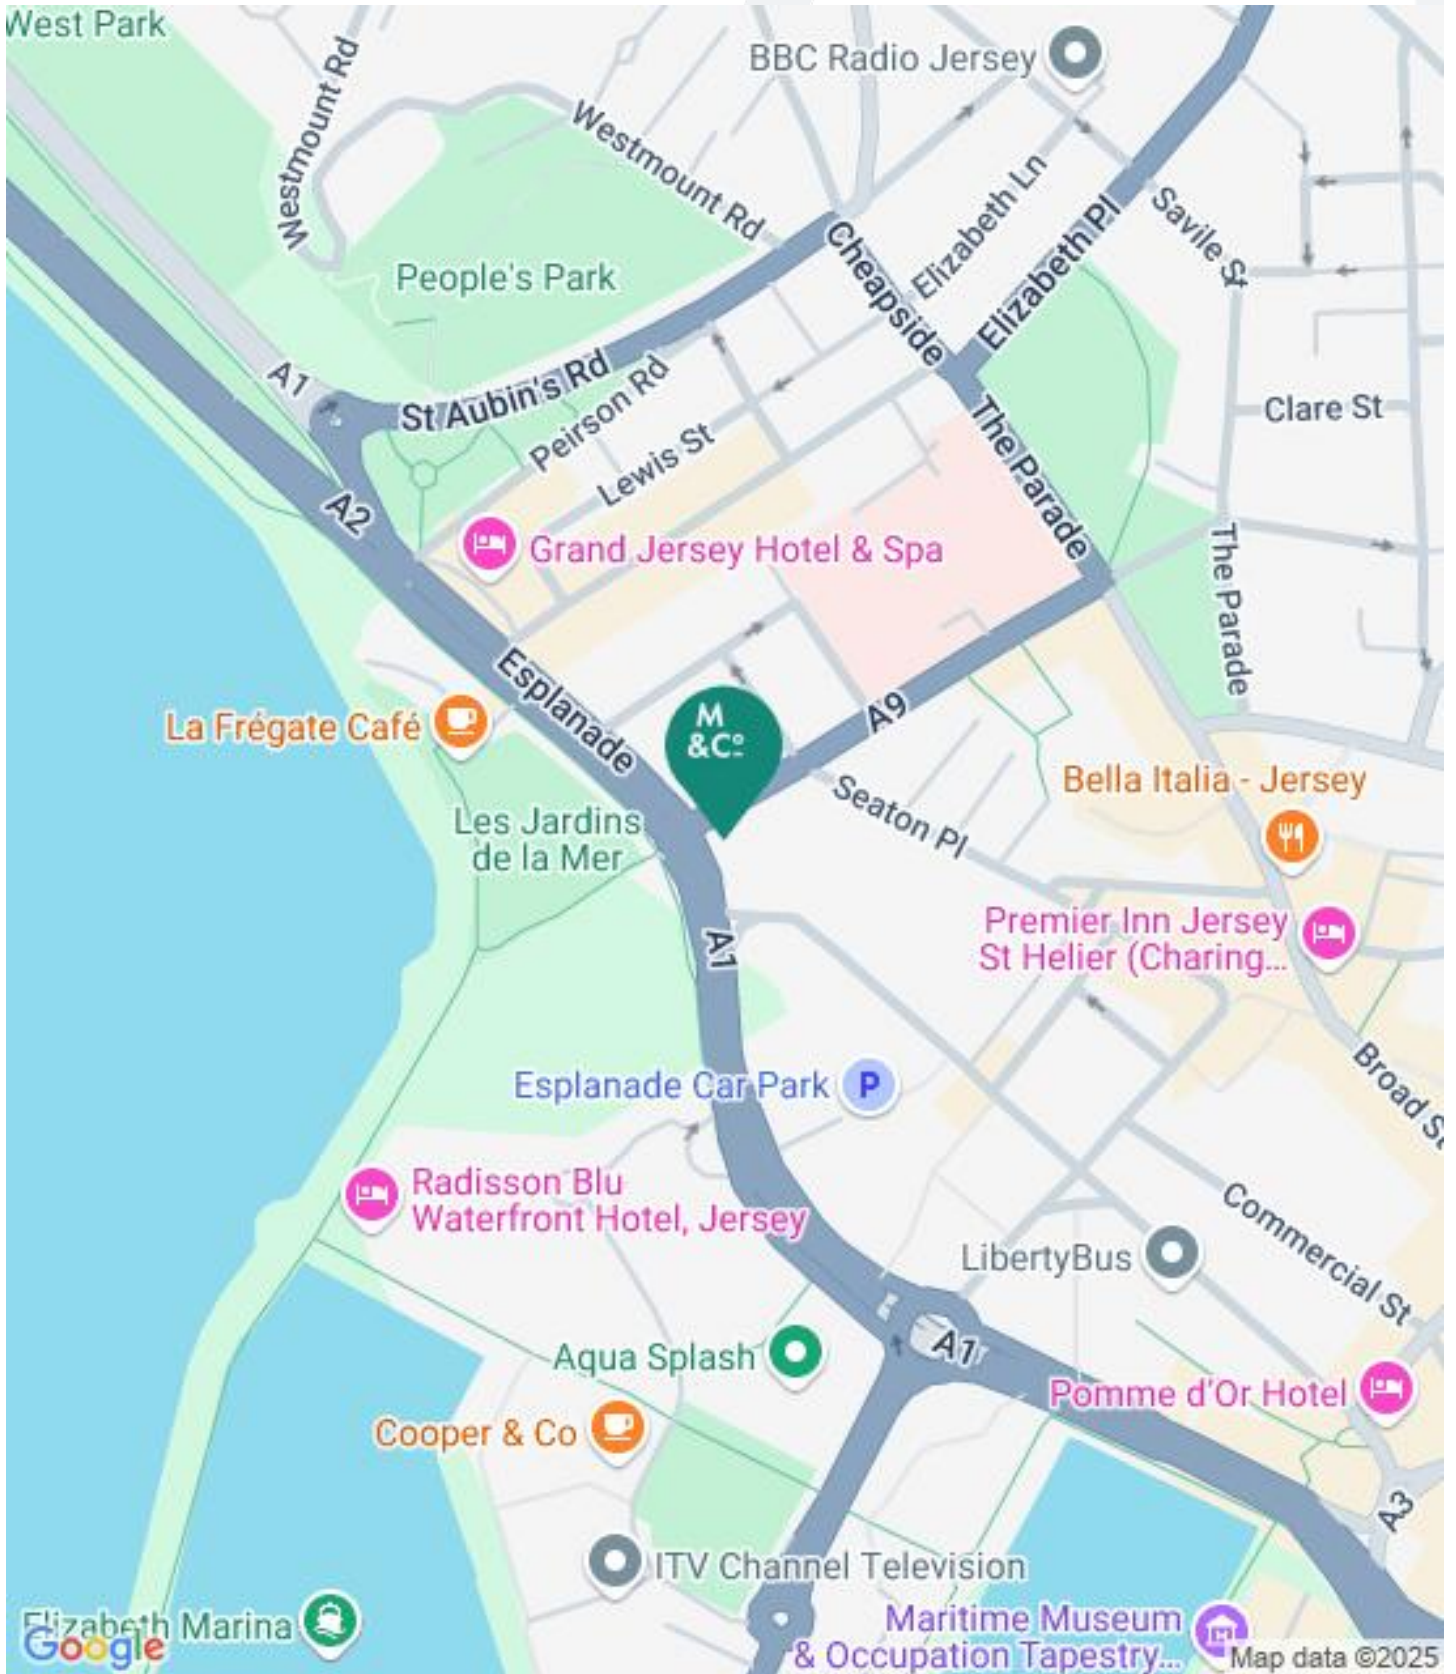 West Park
Westmount Rd
BBC Radio Jersey
Westmount Rd
Elizabeth Ln
Elizabeth Pl
Savile St
People's Park
Cheapside
A1
St Aubin's Rd
Peirson Rd
Clare St
The Parade
Lewis St
A2
Grand Jersey Hotel & Spa
The Parade
Esplanade
A9
La Frégate Café
M
&Co
Seaton Pl
Bella Italia - Jersey
Les Jardins
de la Mer
A1
Premier Inn Jersey
St Helier (Charing...
Esplanade Car Park
P
Broad St
Radisson Blu
Waterfront Hotel, Jersey
Commercial St
LibertyBus
A1
Aqua Splash
Pomme d'Or Hotel
Cooper & Co
A3
ITV Channel Television
Elizabeth Marina
Maritime Museum
& Occupation Tapestry...
M
Google
Map data ©2025